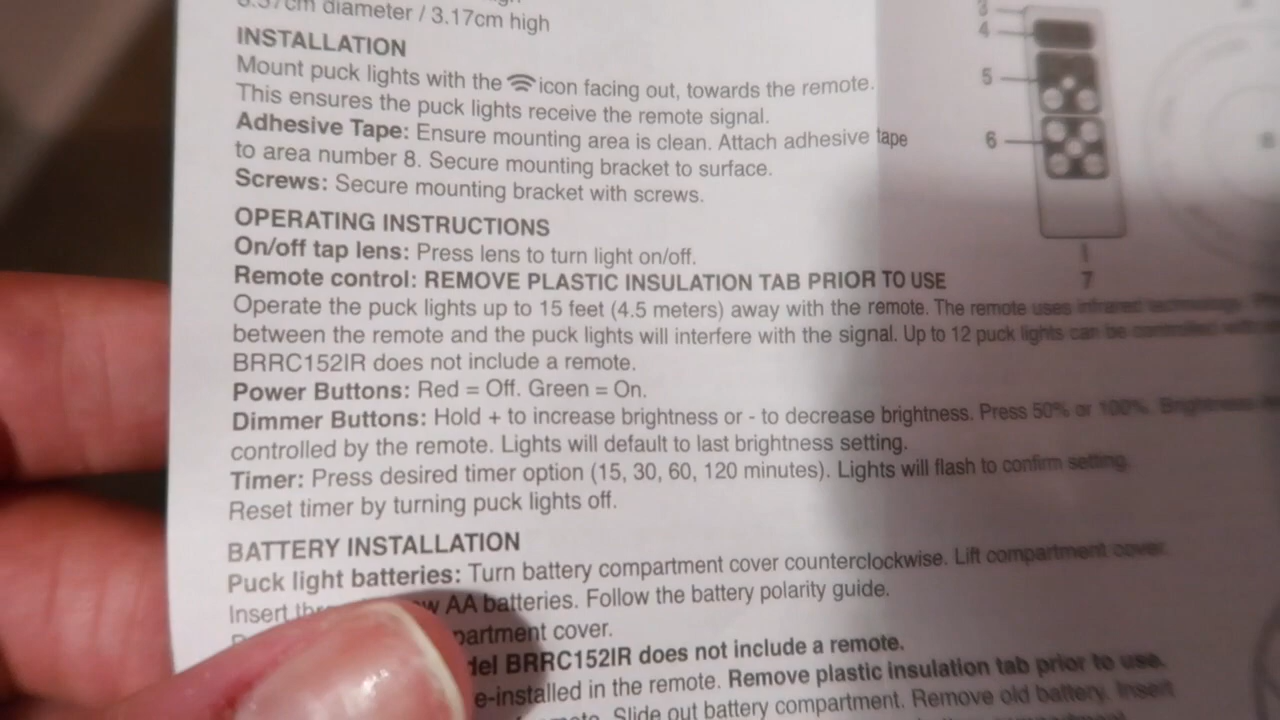 diameter / 3.17cm high
INSTALLATION
Mount puck lights with the icon facing out, towards the remote.
This ensures the puck lights receive the remote signal.
Adhesive Tape: Ensure mounting area is clean. Attach adhesive tape
to area number 8. Secure mounting bracket to surface.
Screws: Secure mounting bracket with screws.
OPERATING INSTRUCTIONS
On/off tap lens: Press lens to turn light on/off.
Remote control: REMOVE PLASTIC INSULATION TAB PRIOR TO USE
Operate the puck lights up to 15 feet (4.5 meters) away with the remote. The remote uses infrared technology.
between the remote and the puck lights will interfere with the signal. Up to 12 puck lights can be controlled
BRRC152IR does not include a remote.
Power Buttons: Red = Off. Green = On.
Dimmer Buttons: Hold + to increase brightness or - to decrease brightness. Press 50% or 100%. Brightness
controlled by the remote. Lights will default to last brightness setting.
Timer: Press desired timer option (15, 30, 60, 120 minutes). Lights will flash to confirm setting.
Reset timer by turning puck lights off.
BATTERY INSTALLATION
Puck light batteries: Turn battery compartment cover counterclockwise. Lift compartment cover.
Insert AA batteries. Follow the battery polarity guide.
cover.
BRRC152IR does not include a remote.
in the remote. Remove plastic insulation tab prior to use.
Slide out battery compartment. Remove old battery. Insert
3
4
5
6
7